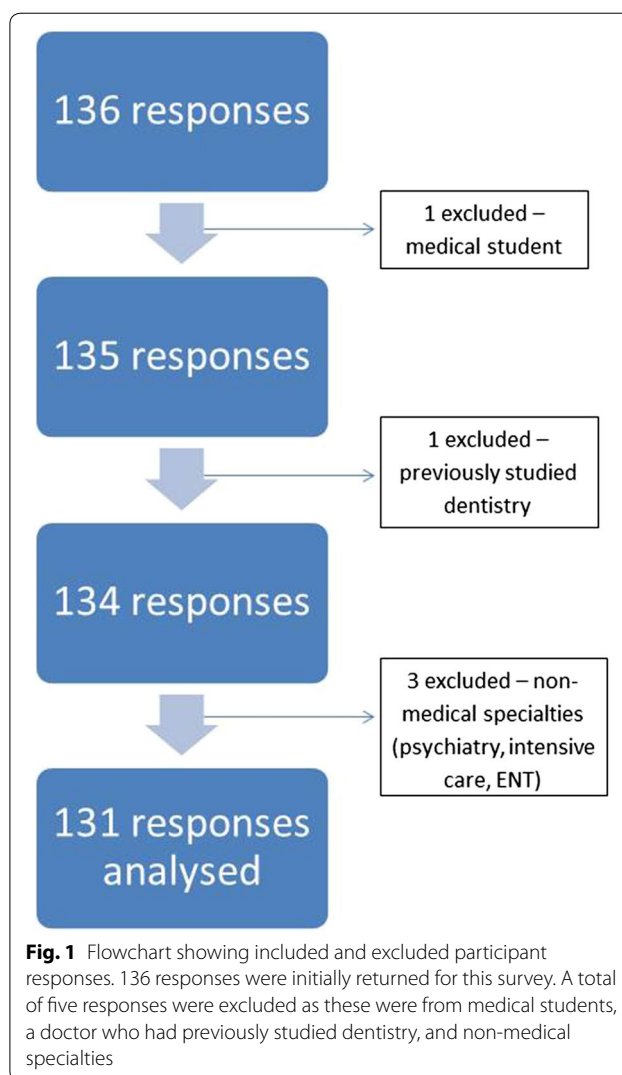 136 responses
1 excluded –
medical student
135 responses
1 excluded –
previously studied
dentistry
134 responses
3 excluded – non-
medical specialties
(psychiatry, intensive
care, ENT)
131 responses
analysed
Fig. 1 Flowchart showing included and excluded participant
responses. 136 responses were initially returned for this survey. A total
of five responses were excluded as these were from medical students,
a doctor who had previously studied dentistry, and non-medical
specialties